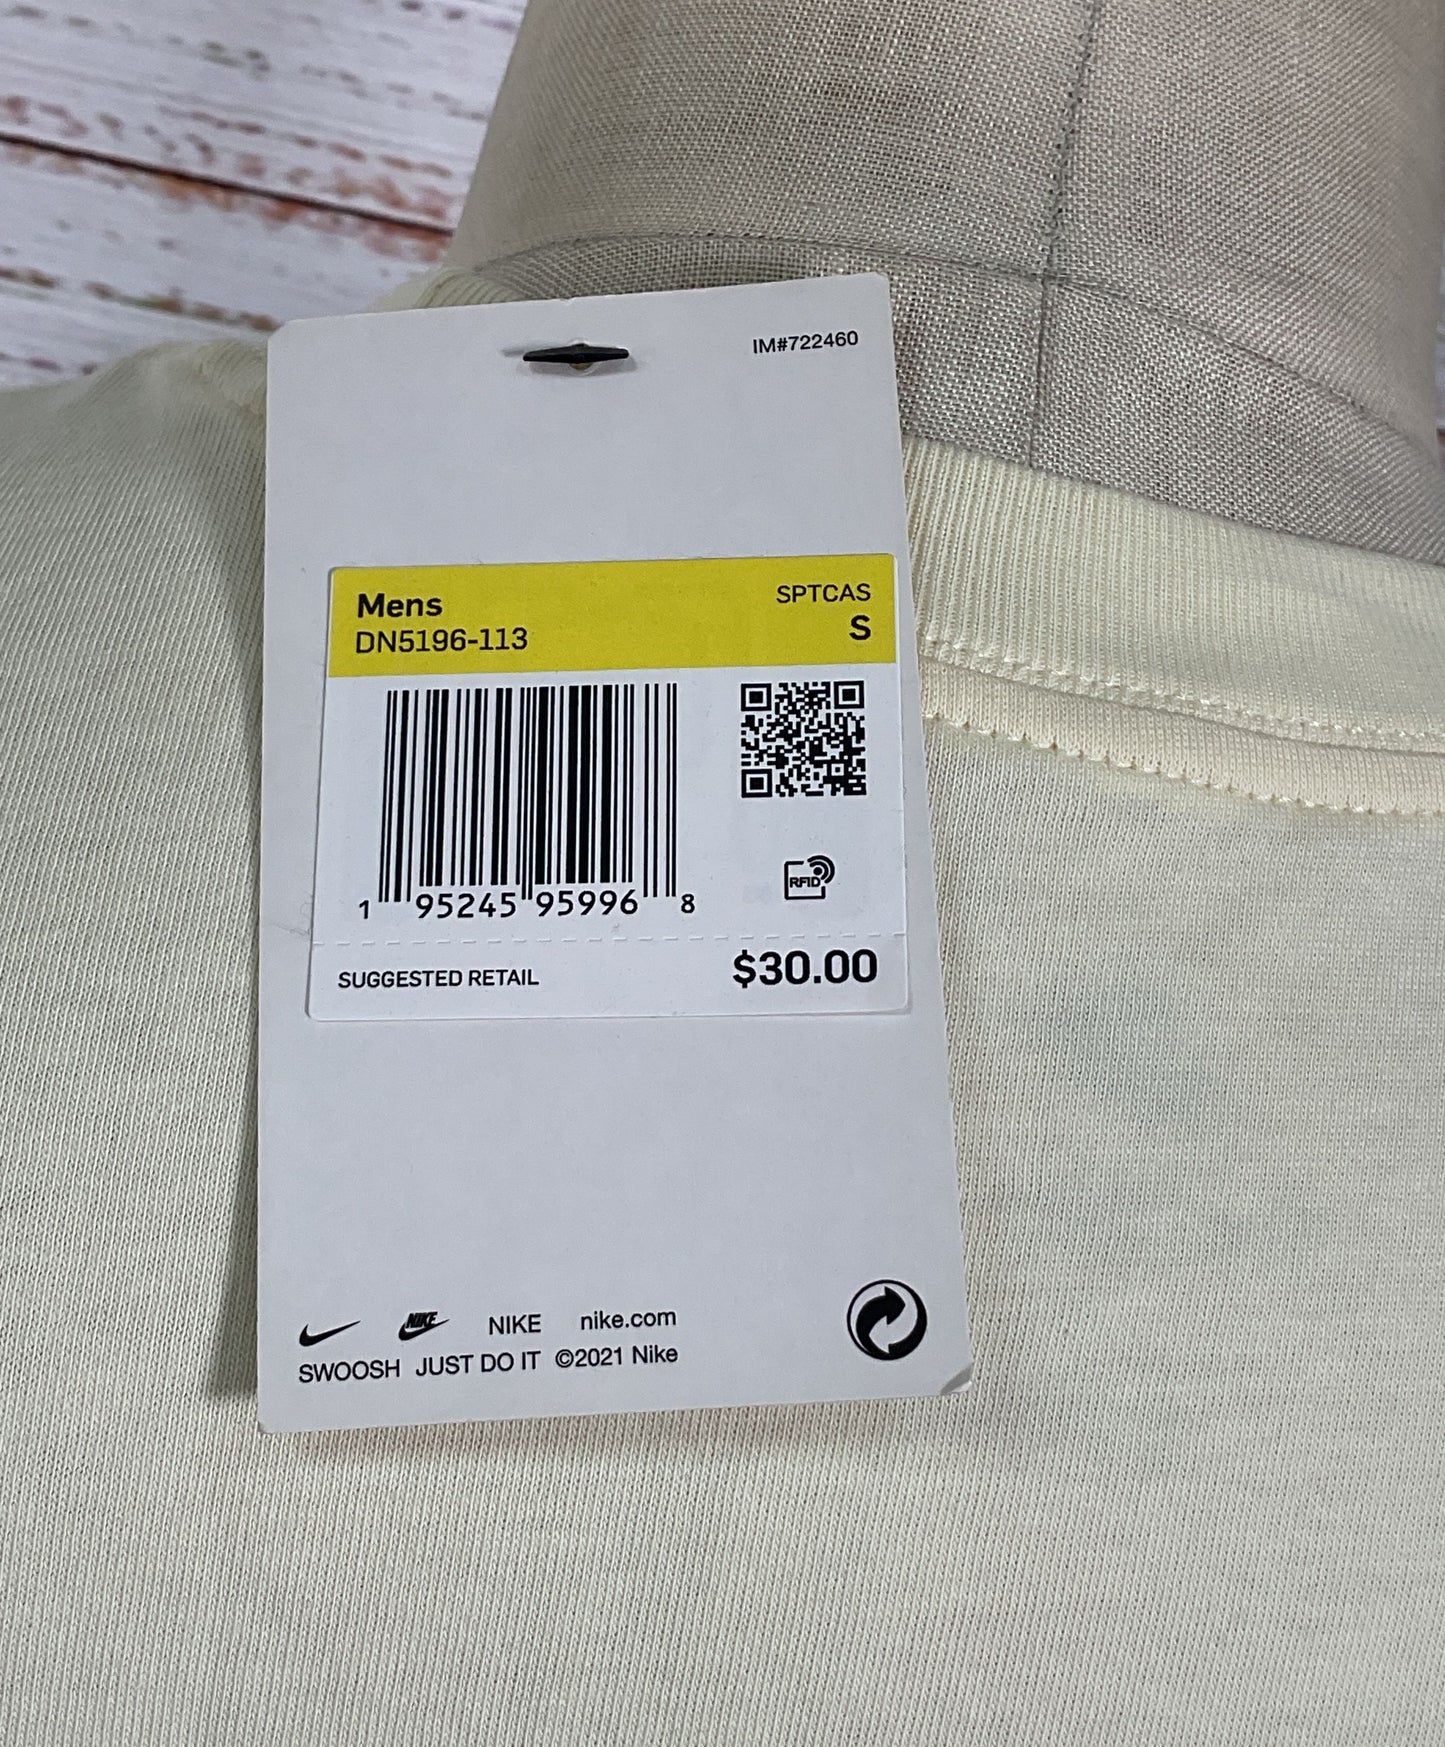 IM#722460
Mens SPTCAS
DN5196-113 S
RFID
1 95245 95996 8
SUGGESTED RETAIL $30.00
NIKE NIKE nike.com
SWOOSH JUST DO IT ©2021 Nike